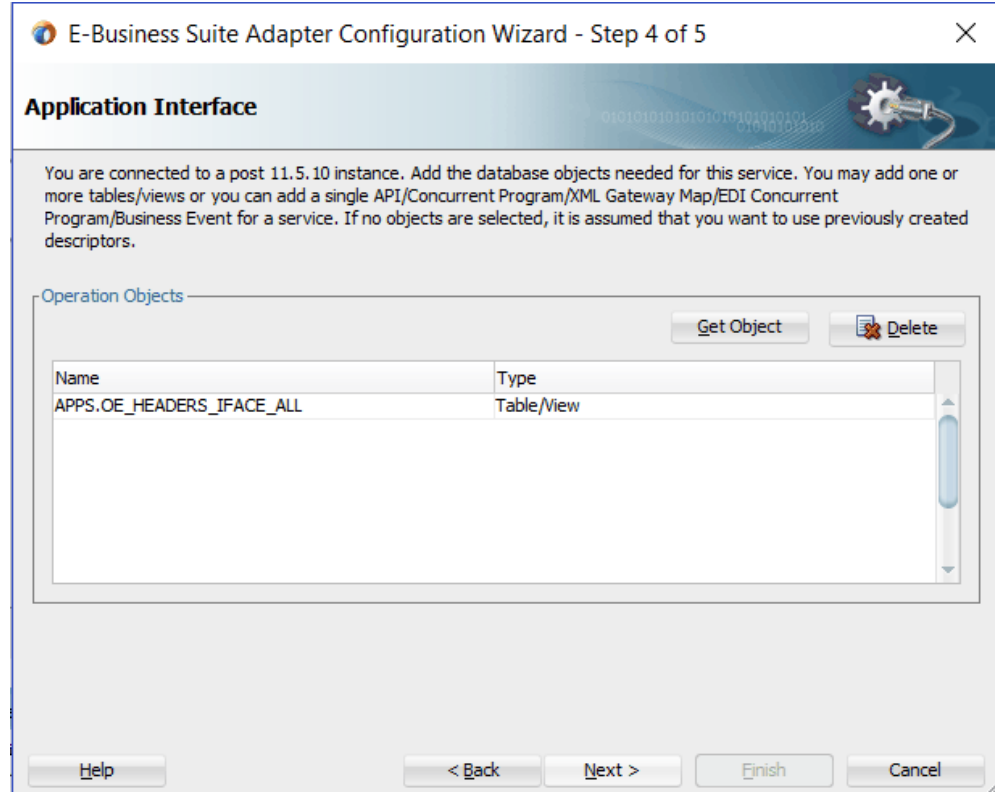 E-Business Suite Adapter Configuration Wizard - Step 4 of 5
Application Interface
You are connected to a post 11.5.10 instance. Add the database objects needed for this service. You may add one or
more tables/views or you can add a single API/Concurrent Program/XML Gateway Map/EDI Concurrent
Program/Business Event for a service. If no objects are selected, it is assumed that you want to use previously created
descriptors.
Operation Objects
Get Object Delete
Name Type
APPS.OE_HEADERS_IFACE_ALL Table/View
Help < Back Next > Finish Cancel